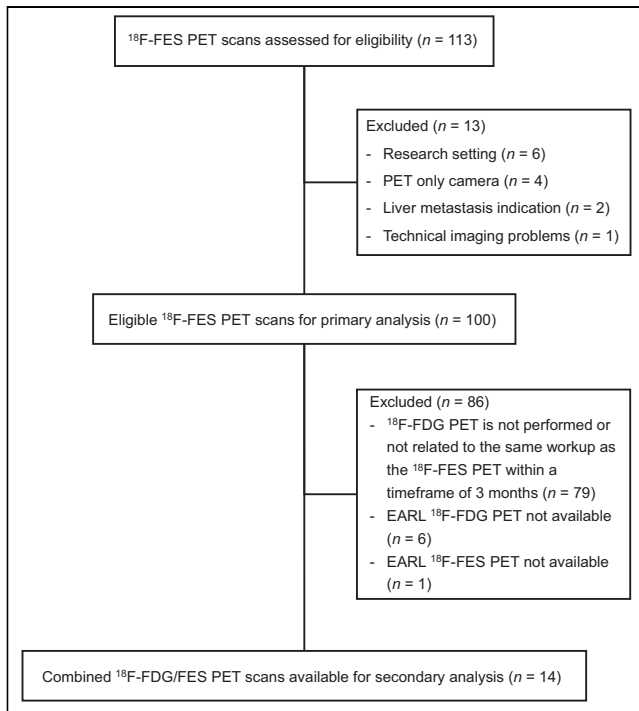 ¹⁸F-FES PET scans assessed for eligibility (n = 113)
Excluded (n = 13)
- Research setting (n = 6)
- PET only camera (n = 4)
- Liver metastasis indication (n = 2)
- Technical imaging problems (n = 1)
Eligible ¹⁸F-FES PET scans for primary analysis (n = 100)
Excluded (n = 86)
- ¹⁸F-FDG PET is not performed or
not related to the same workup as
the ¹⁸F-FES PET within a
timeframe of 3 months (n = 79)
- EARL ¹⁸F-FDG PET not available
(n = 6)
- EARL ¹⁸F-FES PET not available
(n = 1)
Combined ¹⁸F-FDG/FES PET scans available for secondary analysis (n = 14)